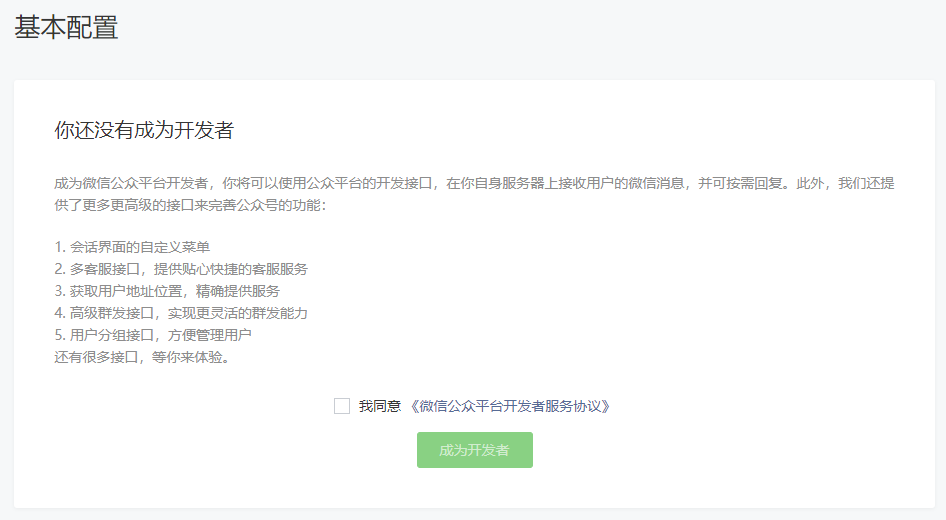 基本配置
你还没有成为开发者
成为微信公众平台开发者，你将可以使用公众平台的开发接口，在你自身服务器上接收用户的微信消息，并可按需回复。此外，我们还提
供了更多更高级的接口来完善公众号的功能：
1. 会话界面的自定义菜单
2. 多客服接口，提供贴心快捷的客服服务
3. 获取用户地址位置，精确提供服务
4. 高级群发接口，实现更灵活的群发能力
5. 用户分组接口，方便管理用户
还有很多接口，等你来体验。
我同意《微信公众平台开发者服务协议》
成为开发者